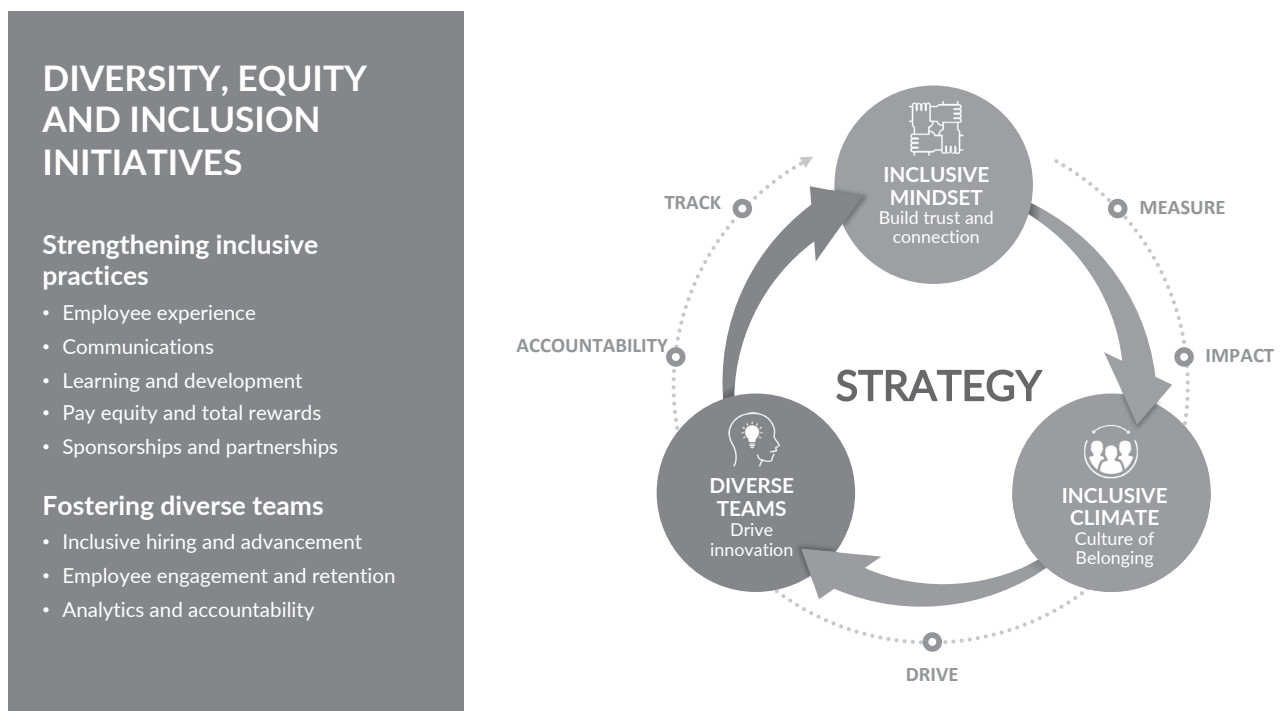 DIVERSITY, EQUITY
AND INCLUSION
INITIATIVES
Strengthening inclusive
practices
• Employee experience
• Communications
• Learning and development
• Pay equity and total rewards
• Sponsorships and partnerships
Fostering diverse teams
• Inclusive hiring and advancement
• Employee engagement and retention
• Analytics and accountability
INCLUSIVE
MINDSET
Build trust and
connection
TRACK
MEASURE
ACCOUNTABILITY
IMPACT
STRATEGY
DIVERSE
TEAMS
Drive
innovation
INCLUSIVE
CLIMATE
Culture of
Belonging
DRIVE